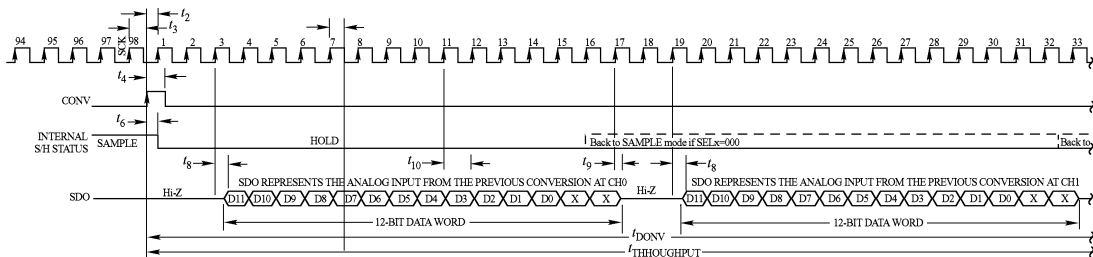 t2
t3
94 95 96 97 98 SCK 1 2 3 4 5 6 7 8 9 10 11 12 13 14 15 16 17 18 19 20 21 22 23 24 25 26 27 28 29 30 31 32 33
t4
CONV
t6
INTERNAL S/H STATUS SAMPLE HOLD Back to SAMPLE mode if SELx=000 Back to
t8 t10 t9 t8
SDO REPRESENTS THE ANALOG INPUT FROM THE PREVIOUS CONVERSION AT CH0 SDO REPRESENTS THE ANALOG INPUT FROM THE PREVIOUS CONVERSION AT CH1
SDO Hi-Z D11 D10 D9 D8 D7 D6 D5 D4 D3 D2 D1 D0 X X Hi-Z D11 D10 D9 D8 D7 D6 D5 D4 D3 D2 D1 D0 X X
12-BIT DATA WORD 12-BIT DATA WORD
tDONV
tTHHOUGHPUT